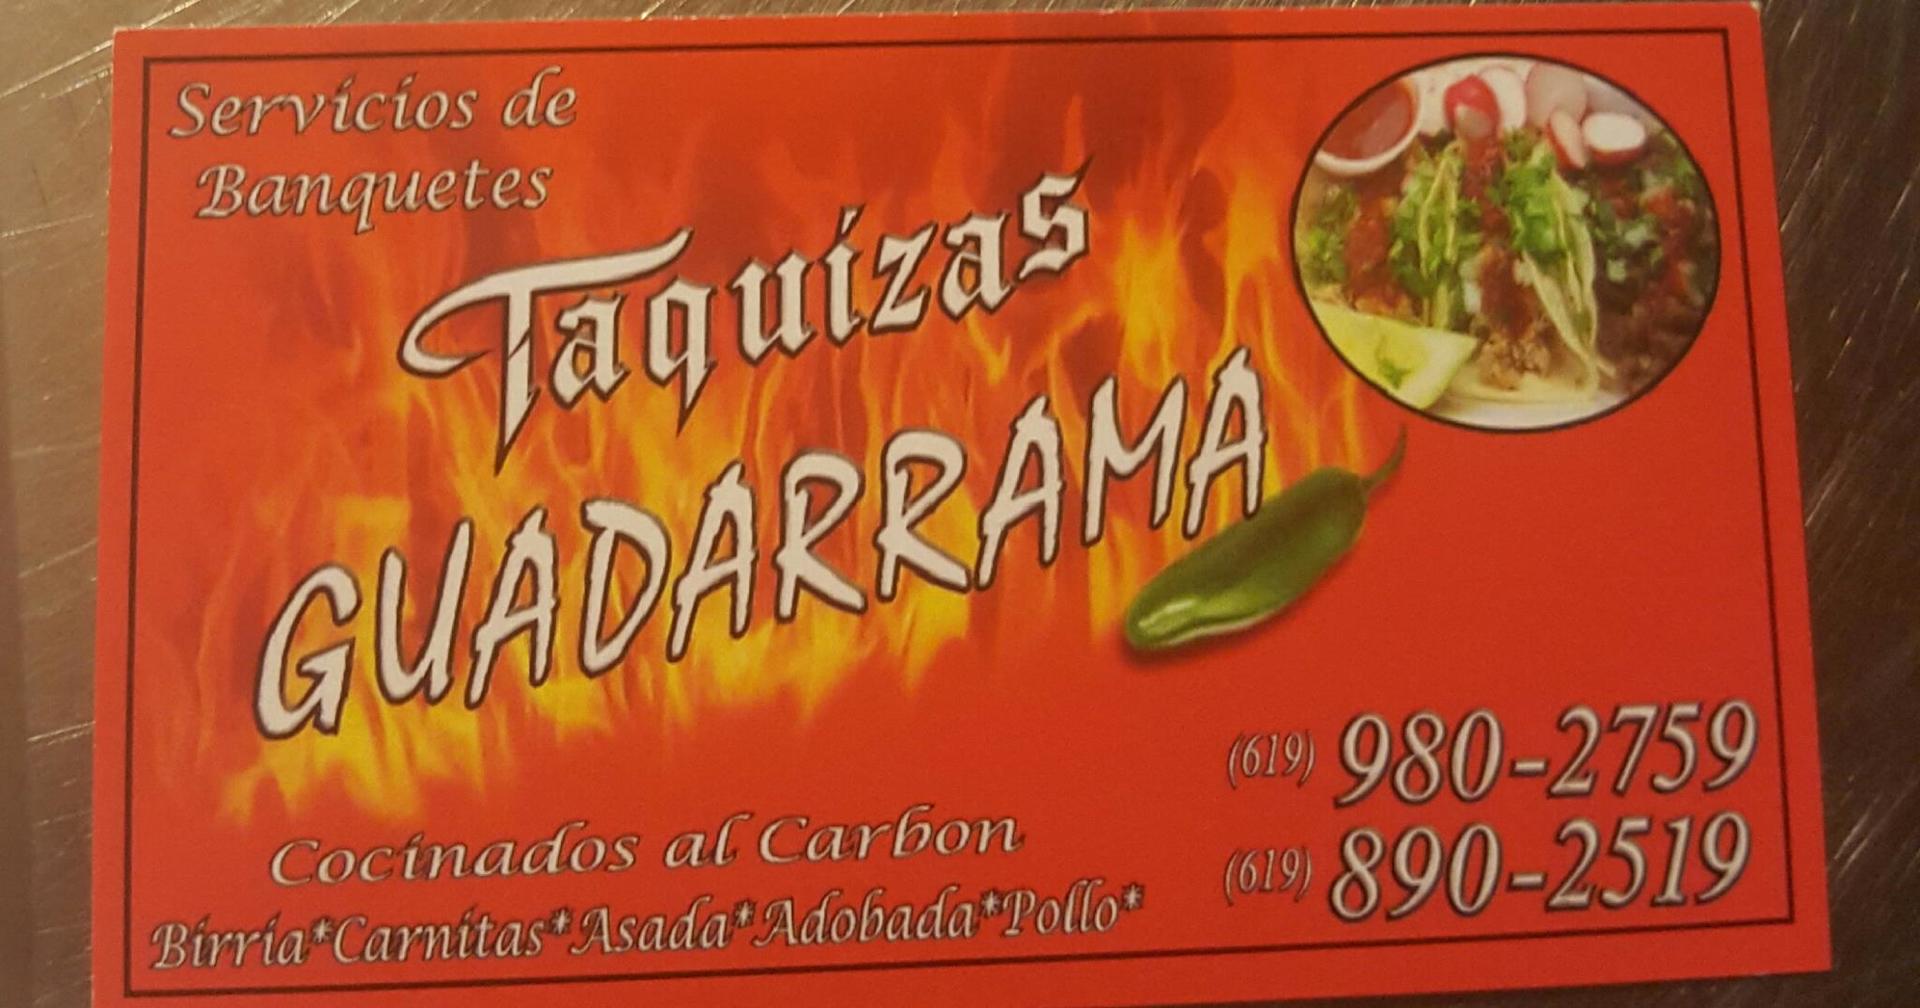 Servicios de
Banquetes
Taquizas
GUADARRAMA
(619) 980-2759
(619) 890-2519
Cocinados al Carbon
Birria*Carnitas*Asada*Adobada*Pollo*